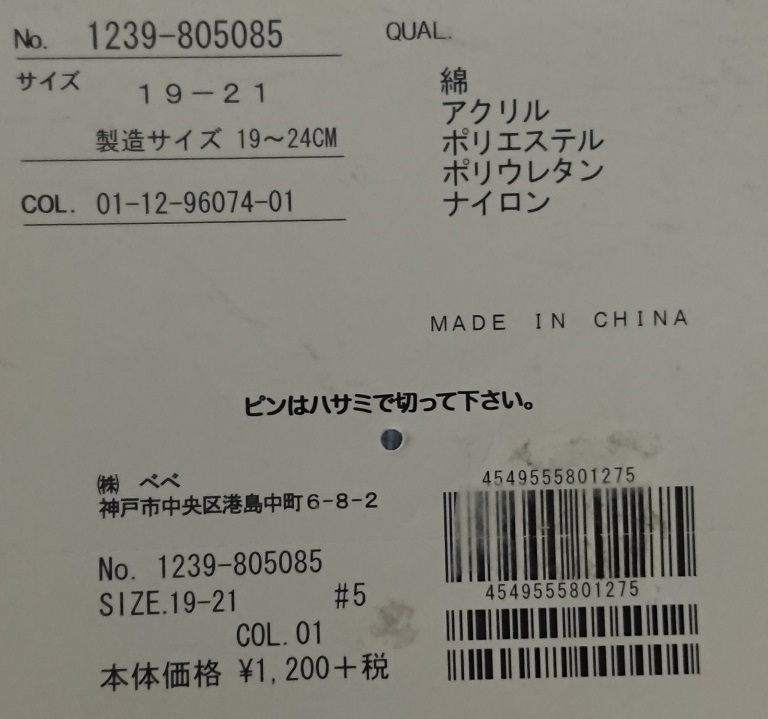 No. 1239-805085
サイズ 19-21
製造サイズ 19～24CM
COL. 01-12-96074-01
QUAL.
綿
アクリル
ポリエステル
ポリウレタン
ナイロン
MADE IN CHINA
ピンはハサミで切って下さい。
㈱ べべ
神戸市中央区港島中町6-8-2
No. 1239-805085
SIZE.19-21 #5
COL.01
本体価格 ¥1,200+税
4549555801275
4549555801275